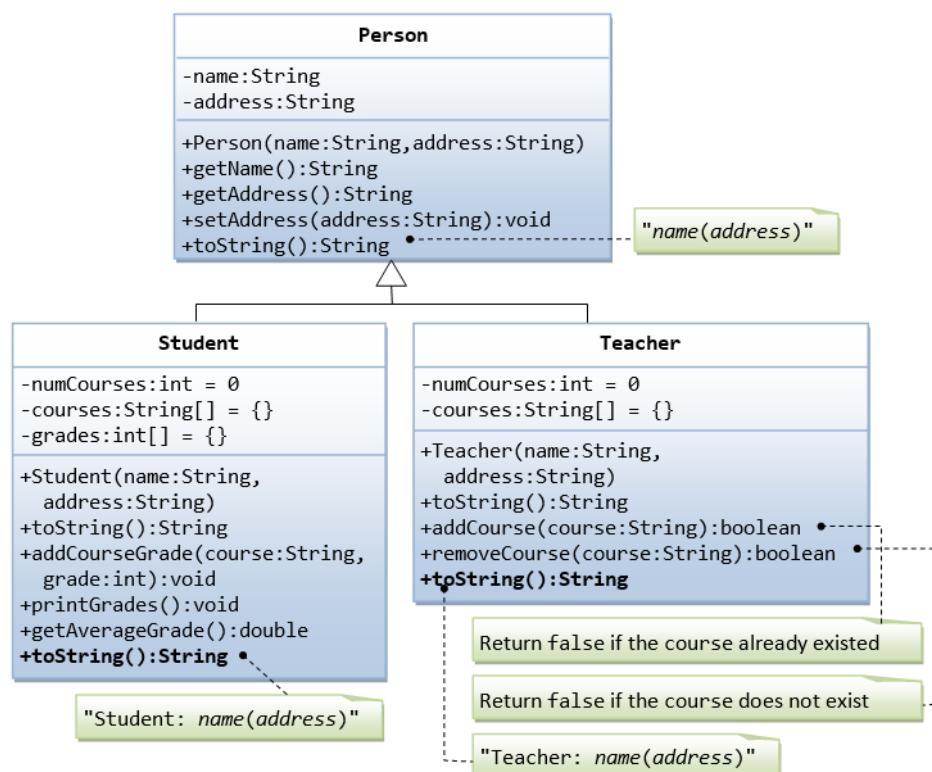 Person
-name:String
-address:String
+Person(name:String,address:String)
+getName():String
+getAddress():String
+setAddress(address:String):void
+toString():String
"name(address)"
Student
-numCourses:int = 0
-courses:String[] = {}
-grades:int[] = {}
+Student(name:String,
address:String)
+toString():String
+addCourseGrade(course:String,
grade:int):void
+printGrades():void
+getAverageGrade():double
+toString():String
"Student: name(address)"
Teacher
-numCourses:int = 0
-courses:String[] = {}
+Teacher(name:String,
address:String)
+toString():String
+addCourse(course:String):boolean
+removeCourse(course:String):boolean
+toString():String
Return false if the course already existed
Return false if the course does not exist
"Teacher: name(address)"